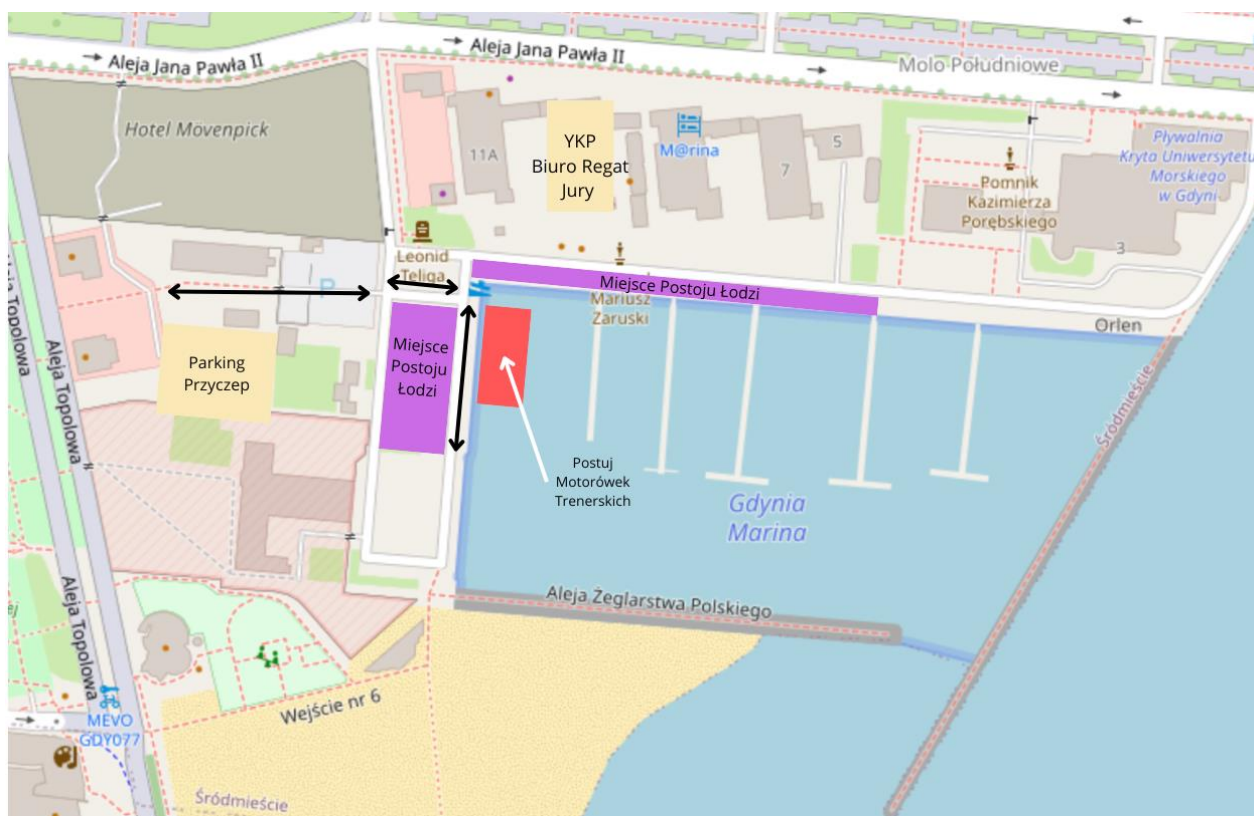 Aleja Jana Pawła II
Aleja Jana Pawła II
Molo Południowe
Hotel Mövenpick
11A
YKP
Biuro Regat
Jury
M@rina
7
5
Pływalnia
Kryta Uniwersytetu
Morskiego
w Gdyni
Pomnik
Kazimierza
Porębskiego
3
Leonid
Teliga
P
Miejsce Postoju Łodzi
Mariusz
Zaruski
Orlen
Aleja Topolowa
Aleja Topolowa
Parking
Przyczep
Miejsce
Postoju
Łodzi
Śródmieście
Postuj
Motorówek
Trenerskich
Gdynia
Marina
Aleja Żeglarstwa Polskiego
Aleja Topolowa
Wejście nr 6
MEVO
GDY077
Śródmieście